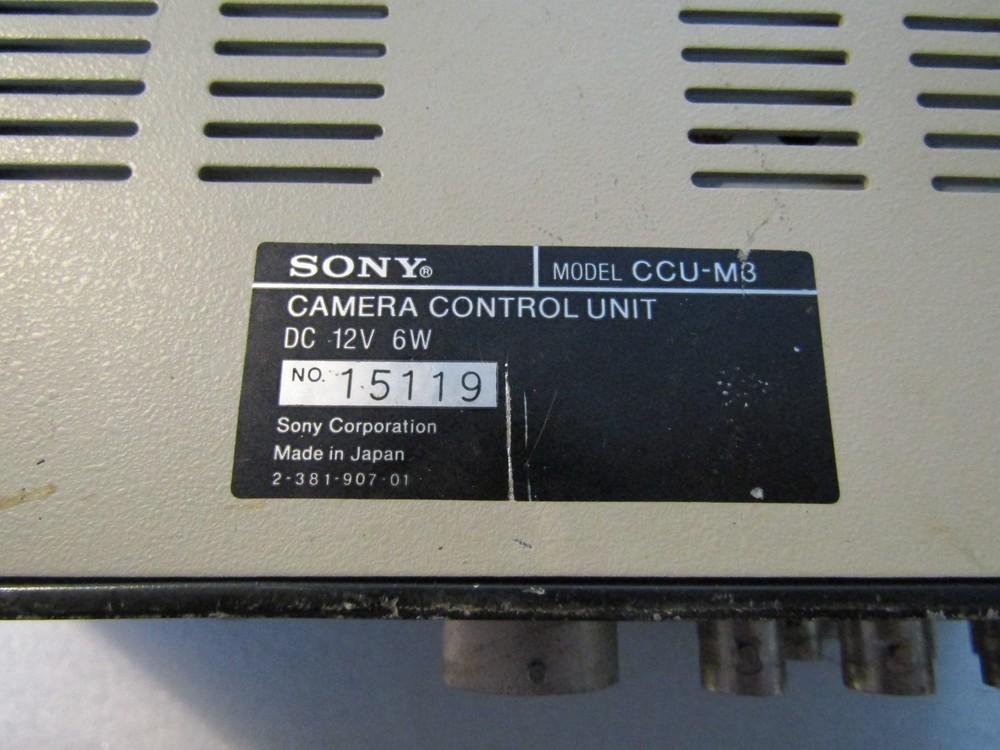 SONY® MODEL CCU-M3
CAMERA CONTROL UNIT
DC 12V 6W
NO. 15119
Sony Corporation
Made in Japan
2-381-907-01